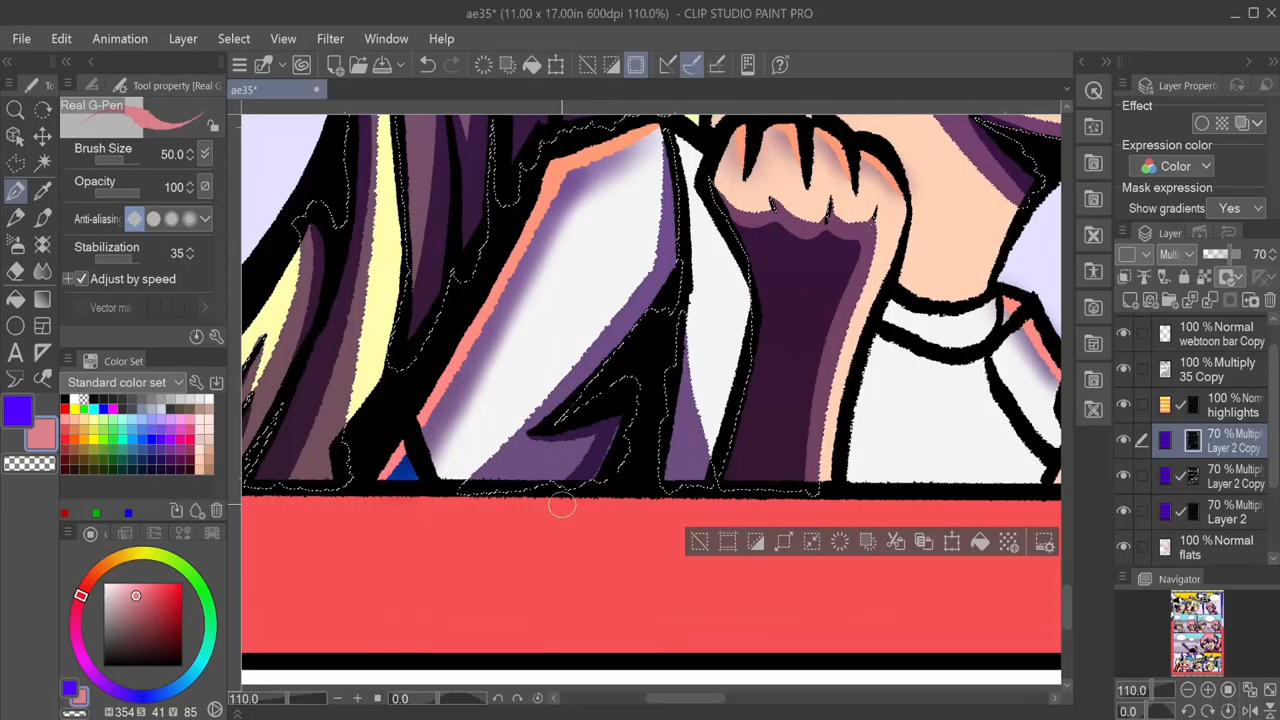 ae35* (11.00 x 17.00in 600dpi 110.0%) - CLIP STUDIO PAINT PRO
File Edit Animation Layer Select View Filter Window Help
To
Tool property [Real G
ae35*
Real G-Pen
Brush Size 50.0
Opacity 100
Anti-aliasing
Stabilization 35
Adjust by speed
Vector ma
Color Set
Standard color set
H 354 S 41 V 85
110.0 0.0
Layer Propert
Effect
Expression color
Color
Mask expression
Show gradients Yes
Layer
Multi 70
100 % Normal
webtoon bar Copy
100 % Multiply
35 Copy
100 % Norm
highlights
70 % Multipl
Layer 2 Copy
70 % Multipl
Layer 2 Copy
70 % Multipl
Layer 2
100 % Normal
flats
Navigator
110.0
0.0